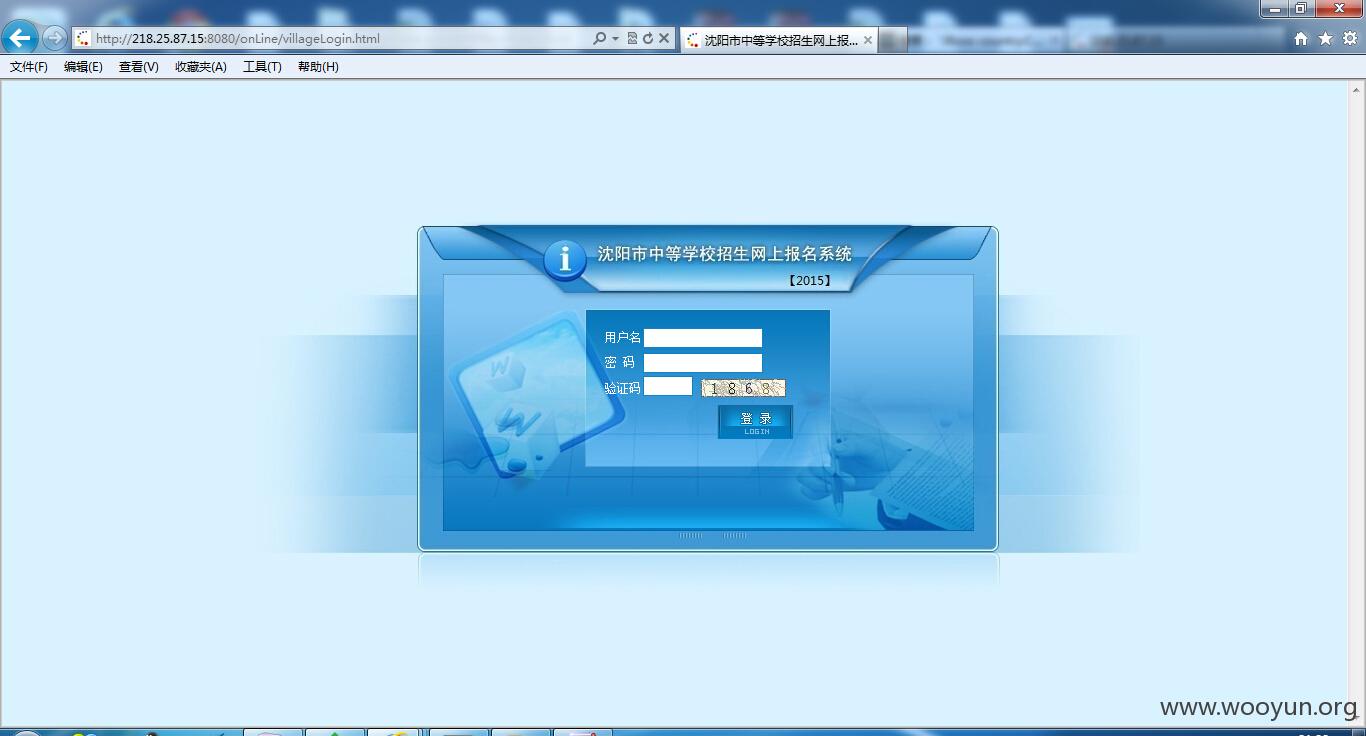 http://218.25.87.15:8080/onLine/villageLogin.html
沈阳市中等学校招生网上报...
文件(F) 编辑(E) 查看(V) 收藏夹(A) 工具(T) 帮助(H)
沈阳市中等学校招生网上报名系统
【2015】
用户名
密 码
验证码 1868
登 录
LOGIN
www.wooyun.org